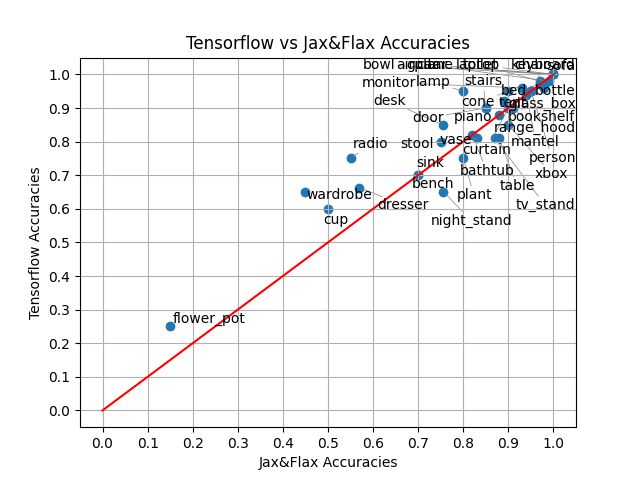 Tensorflow vs Jax&Flax Accuracies
bowl
laptop
keyboard
sofa
monitor
lamp
stairs
desk
bed
bottle
cone
tent
glass_box
door
piano
bookshelf
range_hood
radio
stool
vase
mantel
curtain
person
sink
bathtub
xbox
bench
table
wardrobe
plant
dresser
tv_stand
cup
night_stand
flower_pot
1.0
0.9
0.8
0.7
0.6
0.5
0.4
0.3
0.2
0.1
0.0
Tensorflow Accuracies
0.0 0.1 0.2 0.3 0.4 0.5 0.6 0.7 0.8 0.9 1.0
Jax&Flax Accuracies